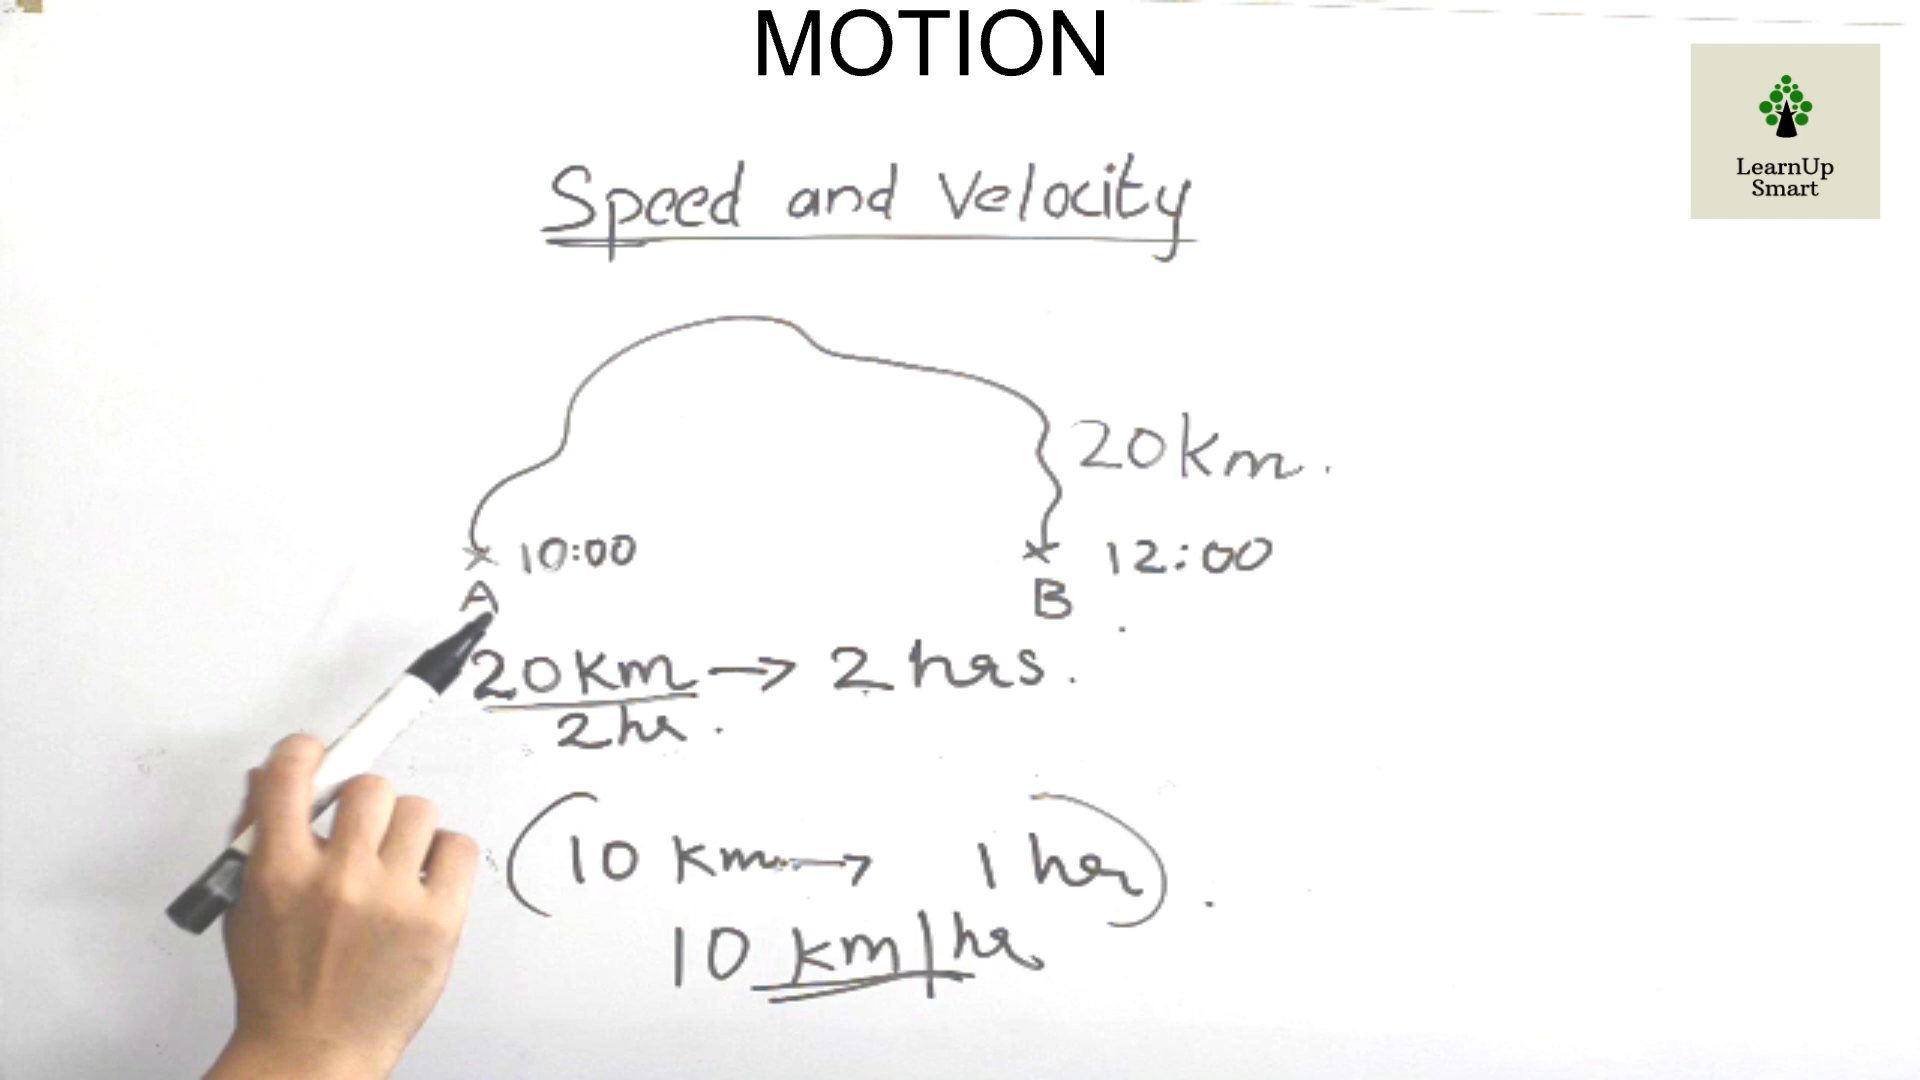 MOTION
LearnUp
Smart
Speed and Velocity
20km.
10:00
12:00
A
B
20km → 2 hrs.
2hr.
(10 km → 1 hr).
10 km/hr